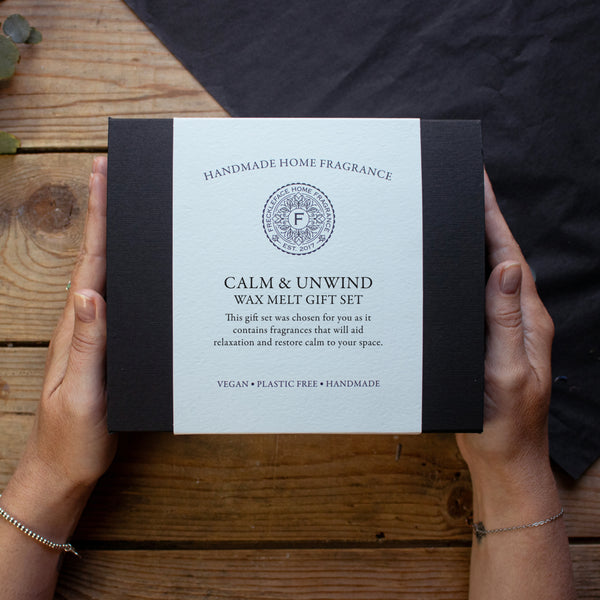 HANDMADE HOME FRAGRANCE
FRECKLEFACE HOME FRAGRANCE
F
EST. 2017
CALM & UNWIND
WAX MELT GIFT SET
This gift set was chosen for you as it
contains fragrances that will aid
relaxation and restore calm to your space.
VEGAN • PLASTIC FREE • HANDMADE